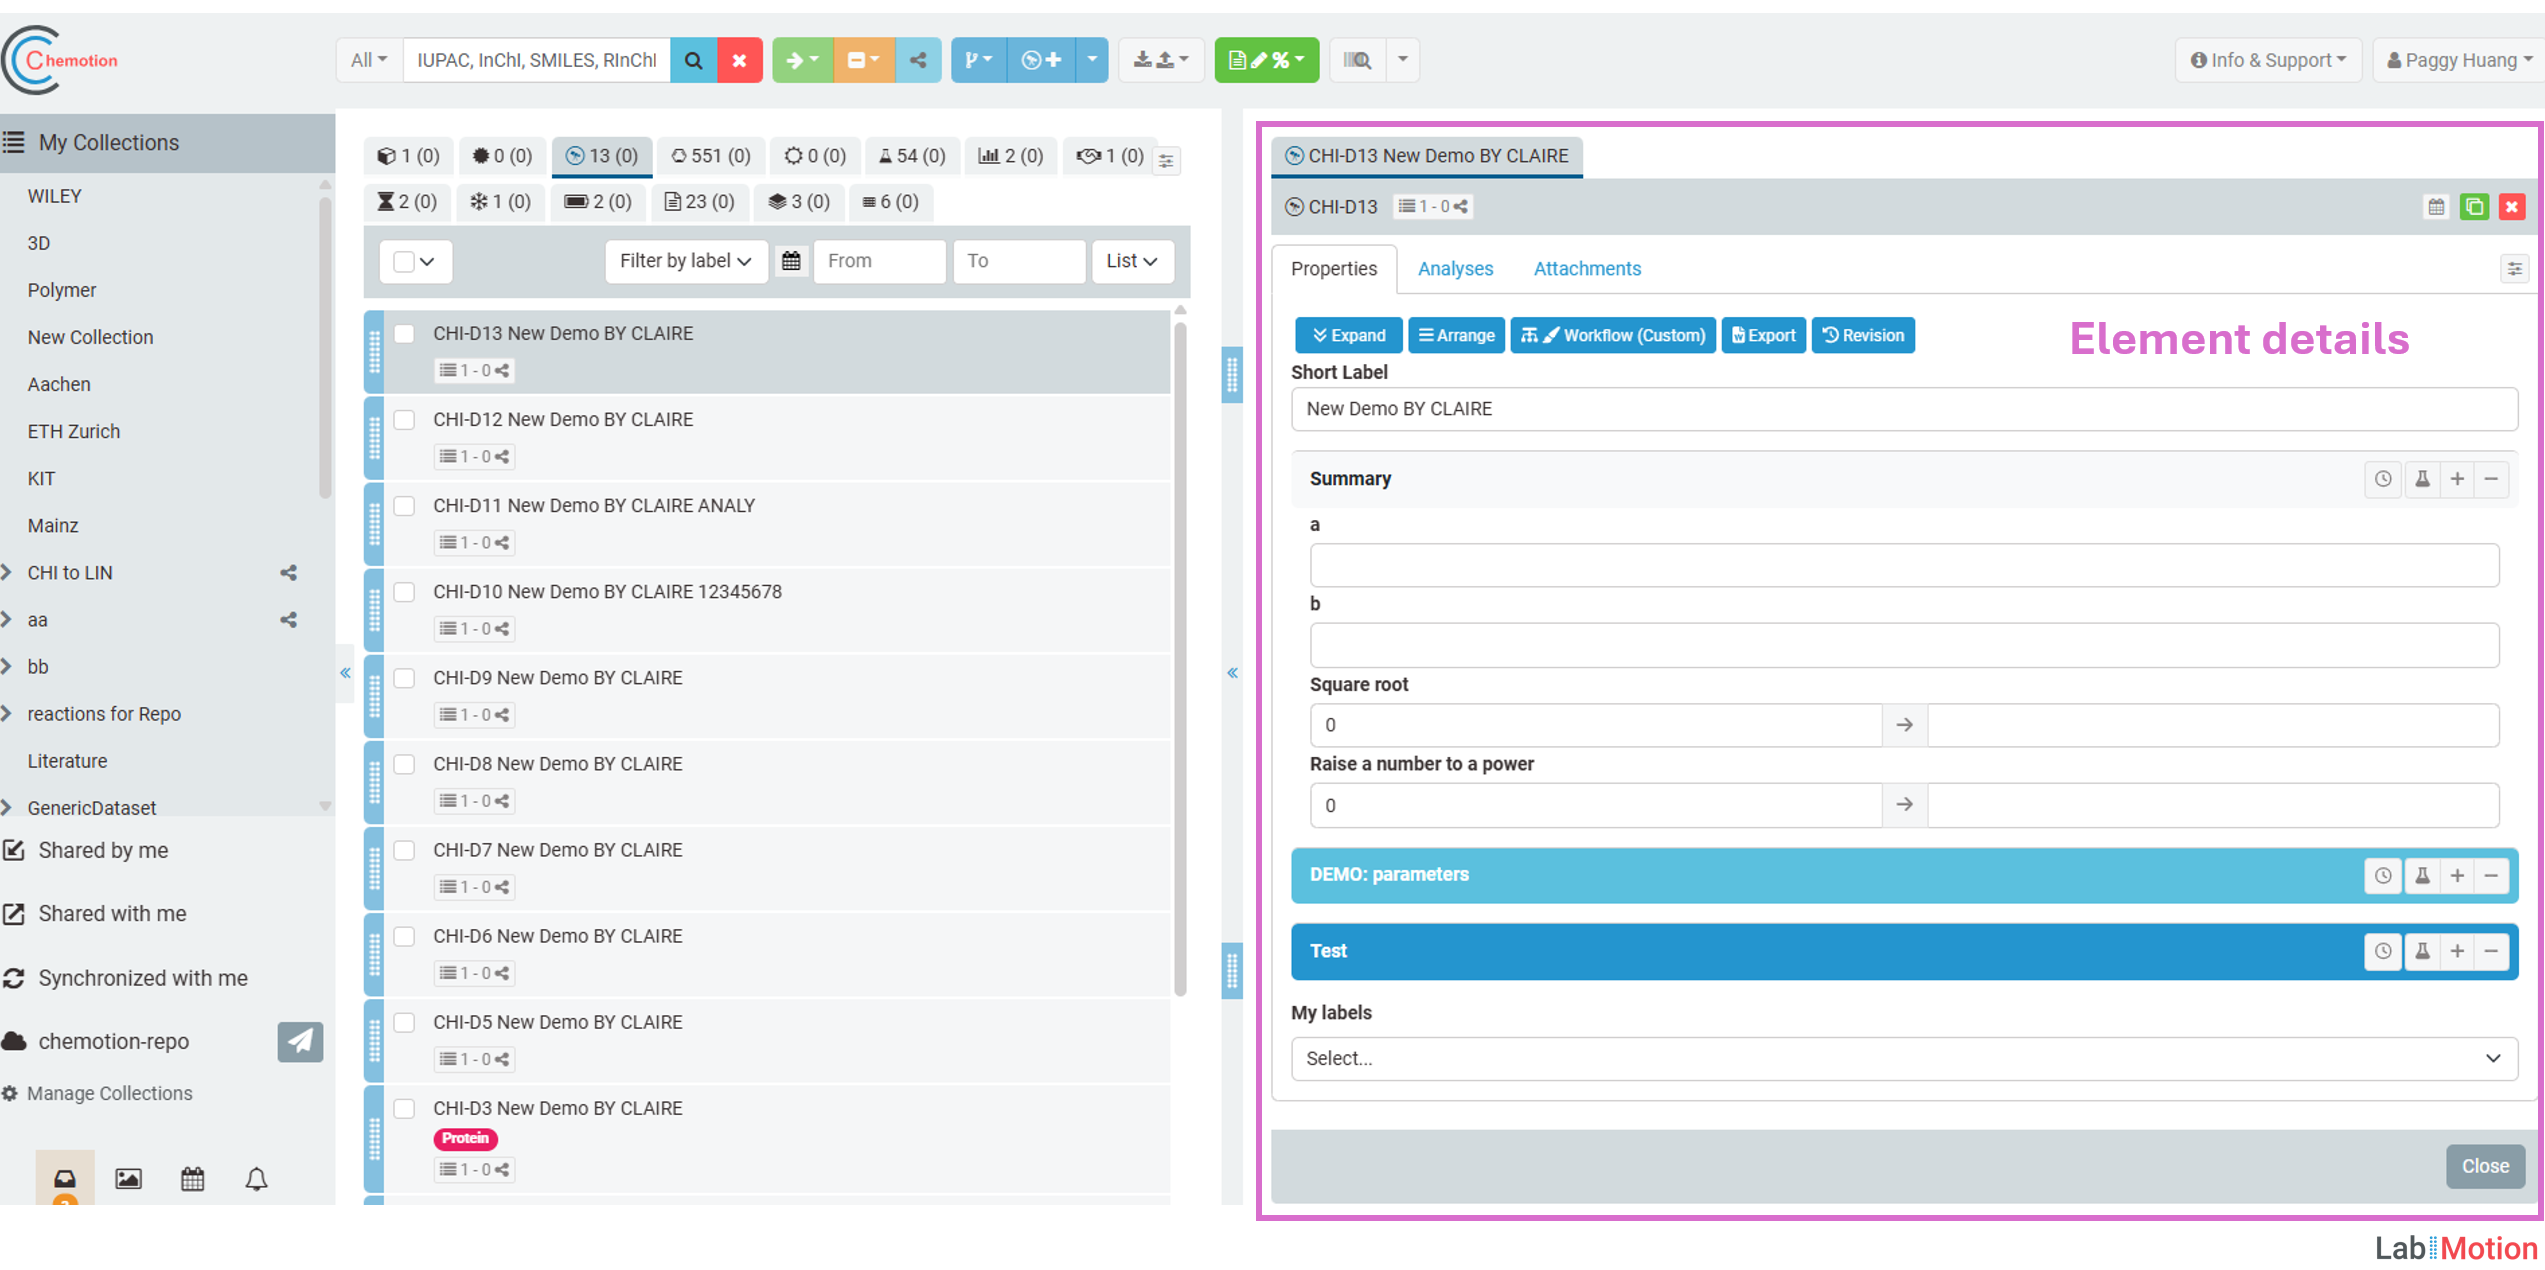 Chemotion
All
IUPAC, InChI, SMILES, RInChI
Info & Support
Paggy Huang
My Collections
WILEY
3D
Polymer
New Collection
Aachen
ETH Zurich
KIT
Mainz
CHI to LIN
aa
bb
reactions for Repo
Literature
GenericDataset
Shared by me
Shared with me
Synchronized with me
chemotion-repo
Manage Collections
1 (0)
0 (0)
13 (0)
551 (0)
0 (0)
54 (0)
2 (0)
1 (0)
2 (0)
1 (0)
2 (0)
23 (0)
3 (0)
6 (0)
Filter by label
From
To
List
CHI-D13 New Demo BY CLAIRE
1 - 0
CHI-D12 New Demo BY CLAIRE
1 - 0
CHI-D11 New Demo BY CLAIRE ANALY
1 - 0
CHI-D10 New Demo BY CLAIRE 12345678
1 - 0
CHI-D9 New Demo BY CLAIRE
1 - 0
CHI-D8 New Demo BY CLAIRE
1 - 0
CHI-D7 New Demo BY CLAIRE
1 - 0
CHI-D6 New Demo BY CLAIRE
1 - 0
CHI-D5 New Demo BY CLAIRE
1 - 0
CHI-D3 New Demo BY CLAIRE
Protein
1 - 0
CHI-D13 New Demo BY CLAIRE
CHI-D13
1 - 0
Properties
Analyses
Attachments
Expand
Arrange
Workflow (Custom)
Export
Revision
Element details
Short Label
New Demo BY CLAIRE
Summary
a
b
Square root
0
Raise a number to a power
0
DEMO: parameters
Test
My labels
Select...
Close
LabMotion